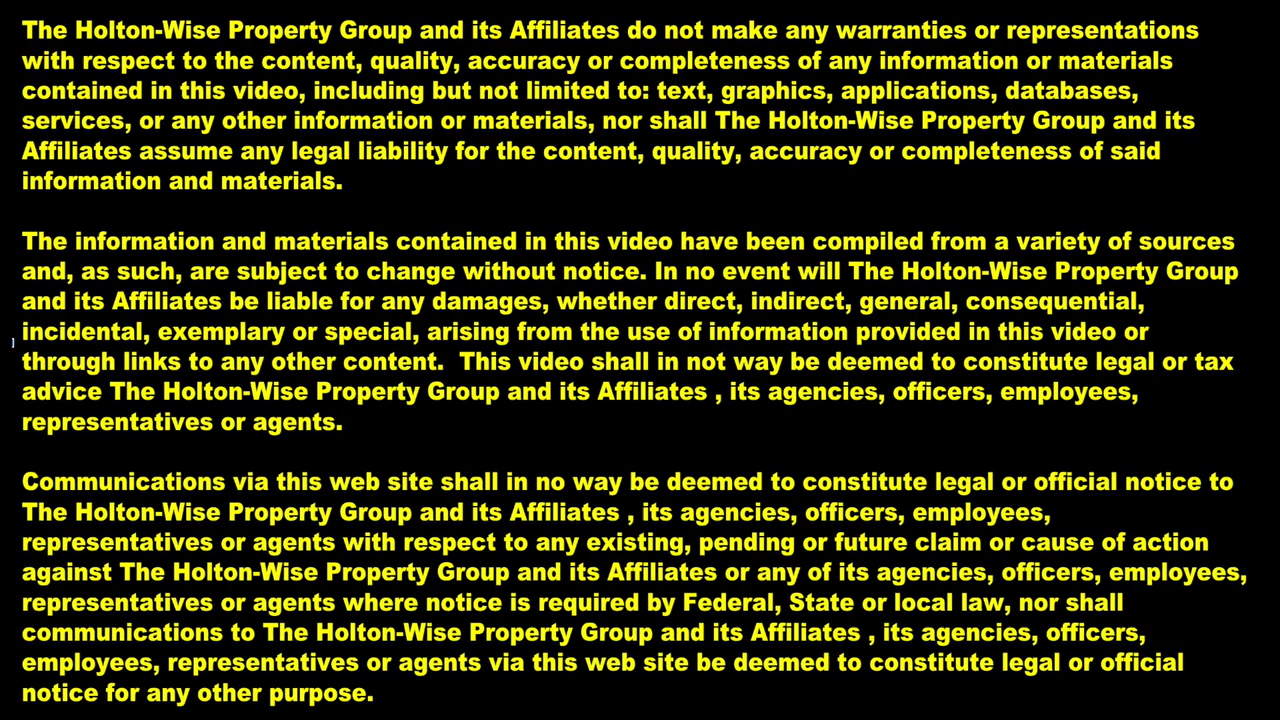 The Holton-Wise Property Group and its Affiliates do not make any warranties or representations
with respect to the content, quality, accuracy or completeness of any information or materials
contained in this video, including but not limited to: text, graphics, applications, databases,
services, or any other information or materials, nor shall The Holton-Wise Property Group and its
Affiliates assume any legal liability for the content, quality, accuracy or completeness of said
information and materials.
The information and materials contained in this video have been compiled from a variety of sources
and, as such, are subject to change without notice. In no event will The Holton-Wise Property Group
and its Affiliates be liable for any damages, whether direct, indirect, general, consequential,
incidental, exemplary or special, arising from the use of information provided in this video or
through links to any other content.  This video shall in not way be deemed to constitute legal or tax
advice The Holton-Wise Property Group and its Affiliates , its agencies, officers, employees,
representatives or agents.
Communications via this web site shall in no way be deemed to constitute legal or official notice to
The Holton-Wise Property Group and its Affiliates , its agencies, officers, employees,
representatives or agents with respect to any existing, pending or future claim or cause of action
against The Holton-Wise Property Group and its Affiliates or any of its agencies, officers, employees,
representatives or agents where notice is required by Federal, State or local law, nor shall
communications to The Holton-Wise Property Group and its Affiliates , its agencies, officers,
employees, representatives or agents via this web site be deemed to constitute legal or official
notice for any other purpose.